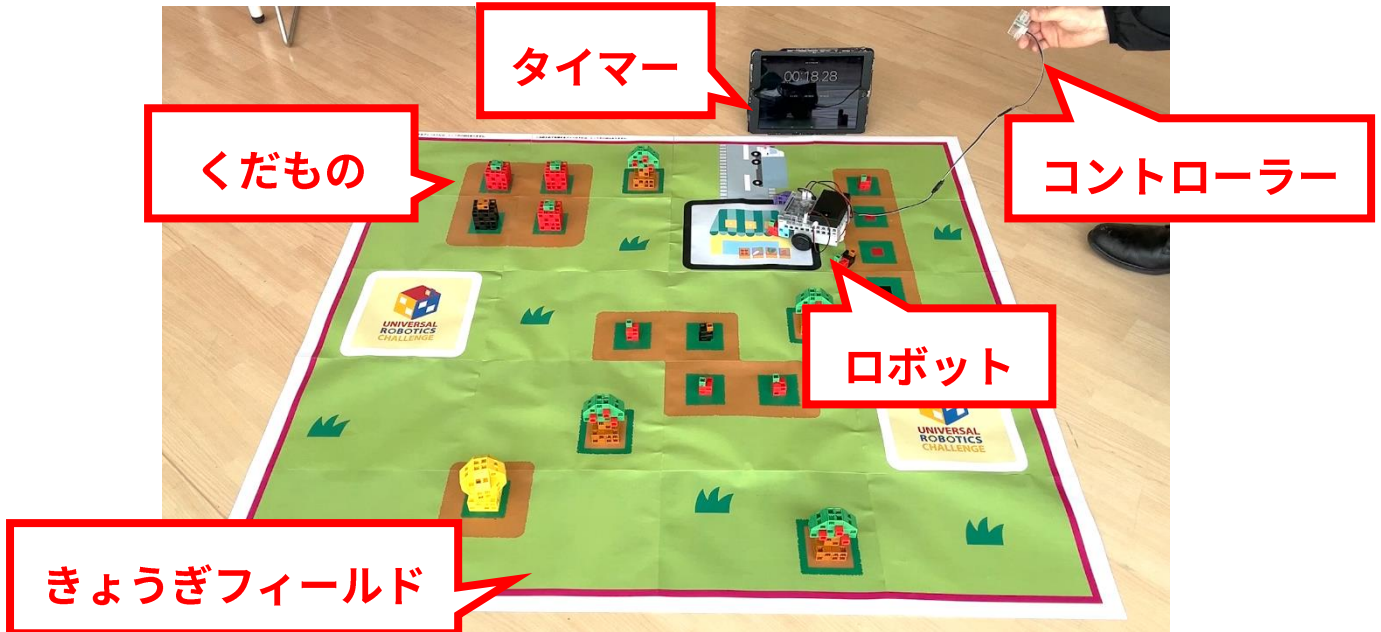 タイマー
00:18.28
コントローラー
くだもの
ロボット
UNIVERSAL
ROBOTICS
CHALLENGE
UNIVERSAL
ROBOTICS
CHALLENGE
きょうぎフィールド